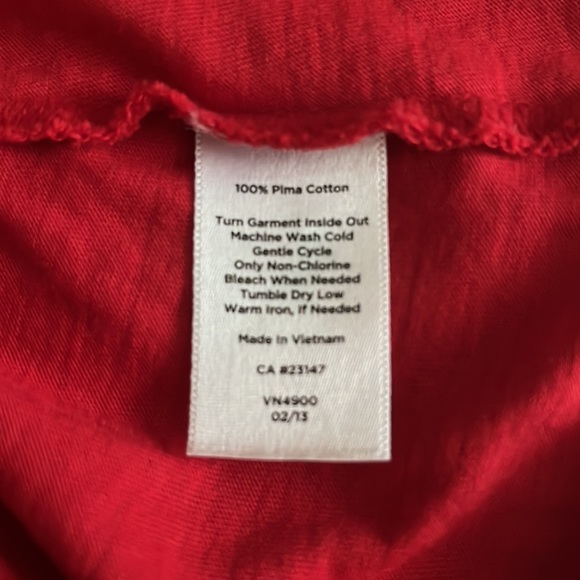 100% Pima Cotton
Turn Garment Inside Out
Machine Wash Cold
Gentle Cycle
Only Non-Chlorine
Bleach When Needed
Tumble Dry Low
Warm Iron, If Needed
Made In Vietnam
CA #23147
VN4900
02/13